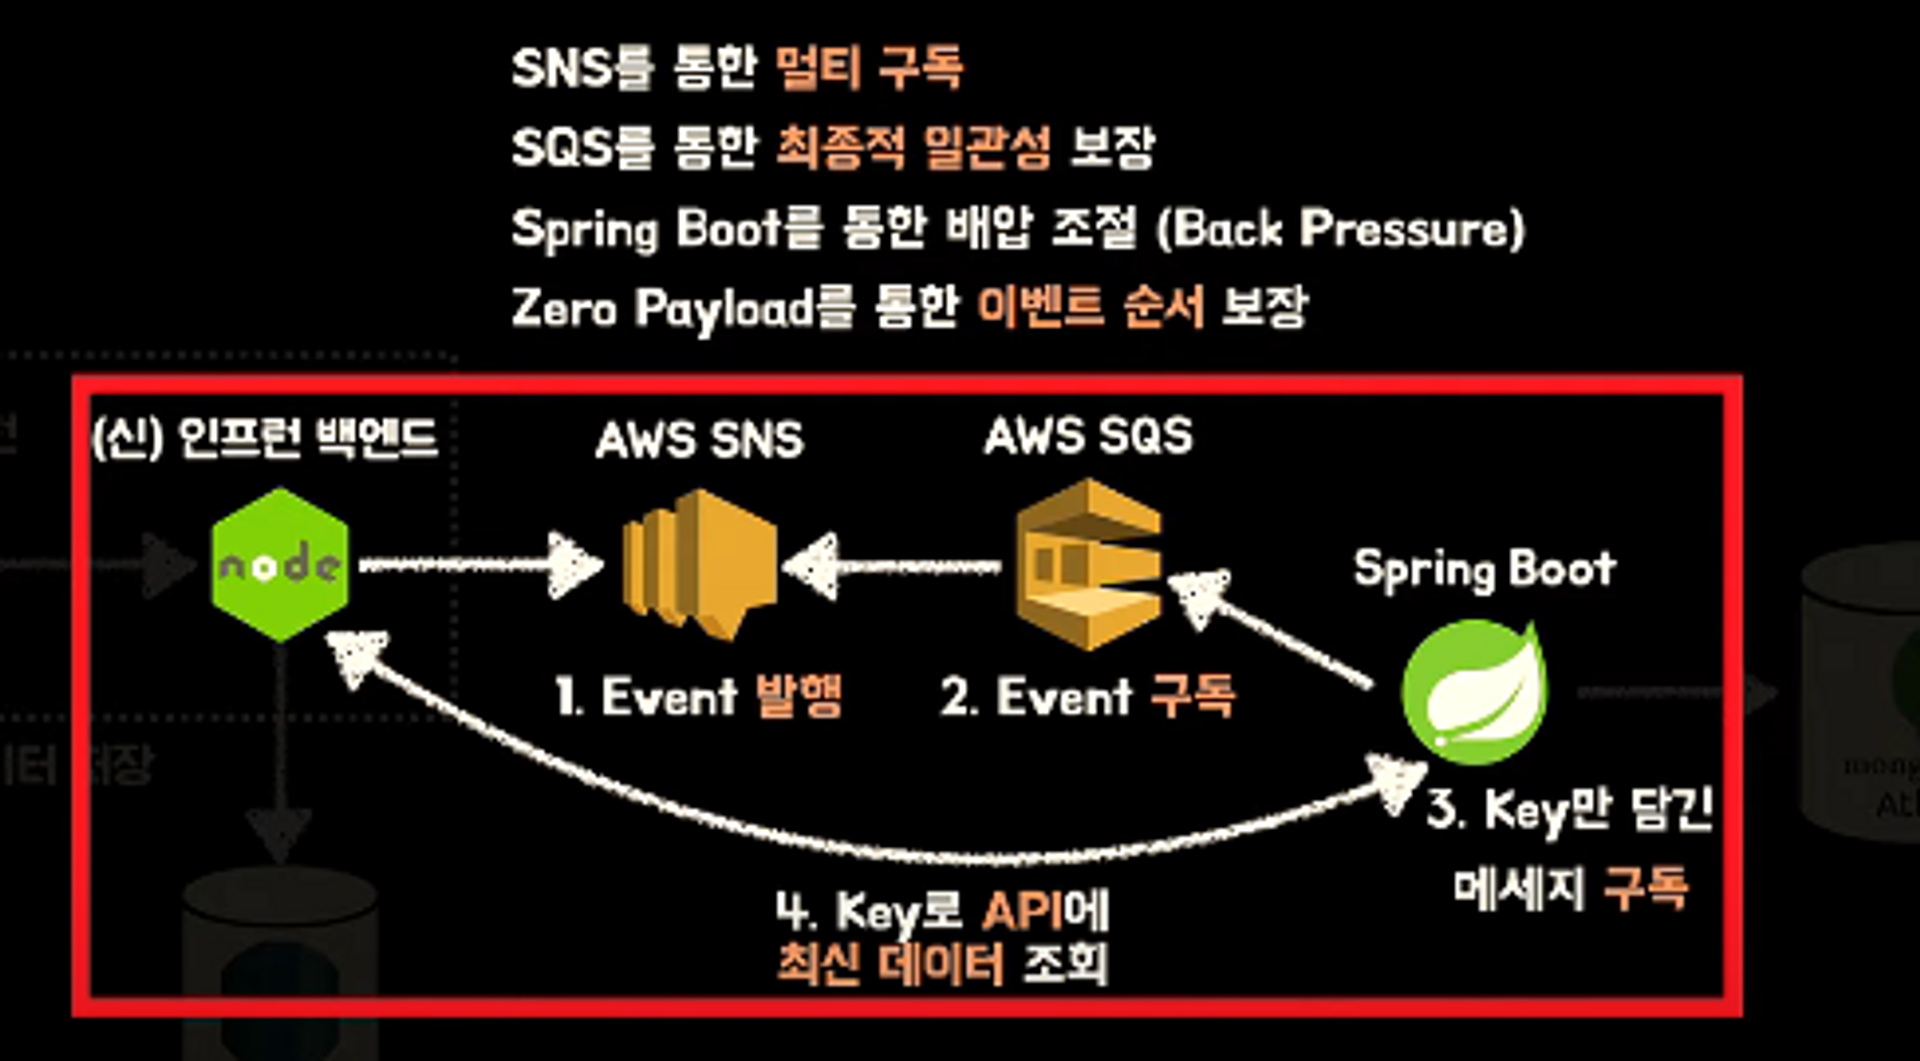 SNS를 통한 멀티 구독
SQS를 통한 최종적 일관성 보장
Spring Boot를 통한 배압 조절 (Back Pressure)
Zero Payload를 통한 이벤트 순서 보장
(신) 인프런 백엔드
AWS SNS
AWS SQS
node
Spring Boot
1. Event 발행
2. Event 구독
3. Key만 담긴
메세지 구독
4. Key로 API에
최신 데이터 조회